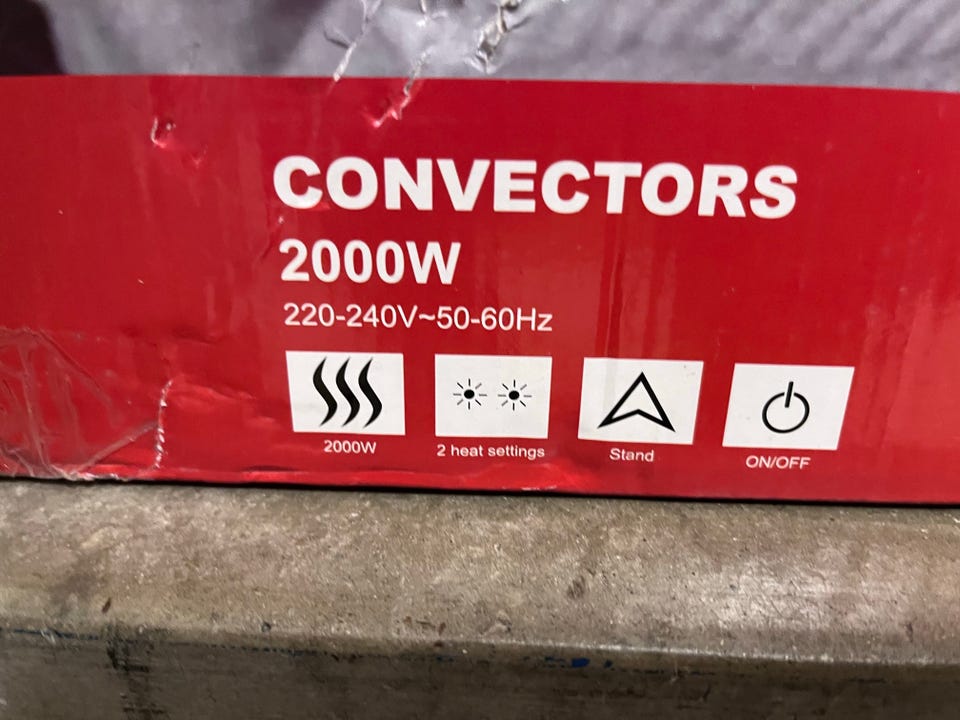 CONVECTORS
2000W
220-240V~50-60Hz
2000W
2 heat settings
Stand
ON/OFF